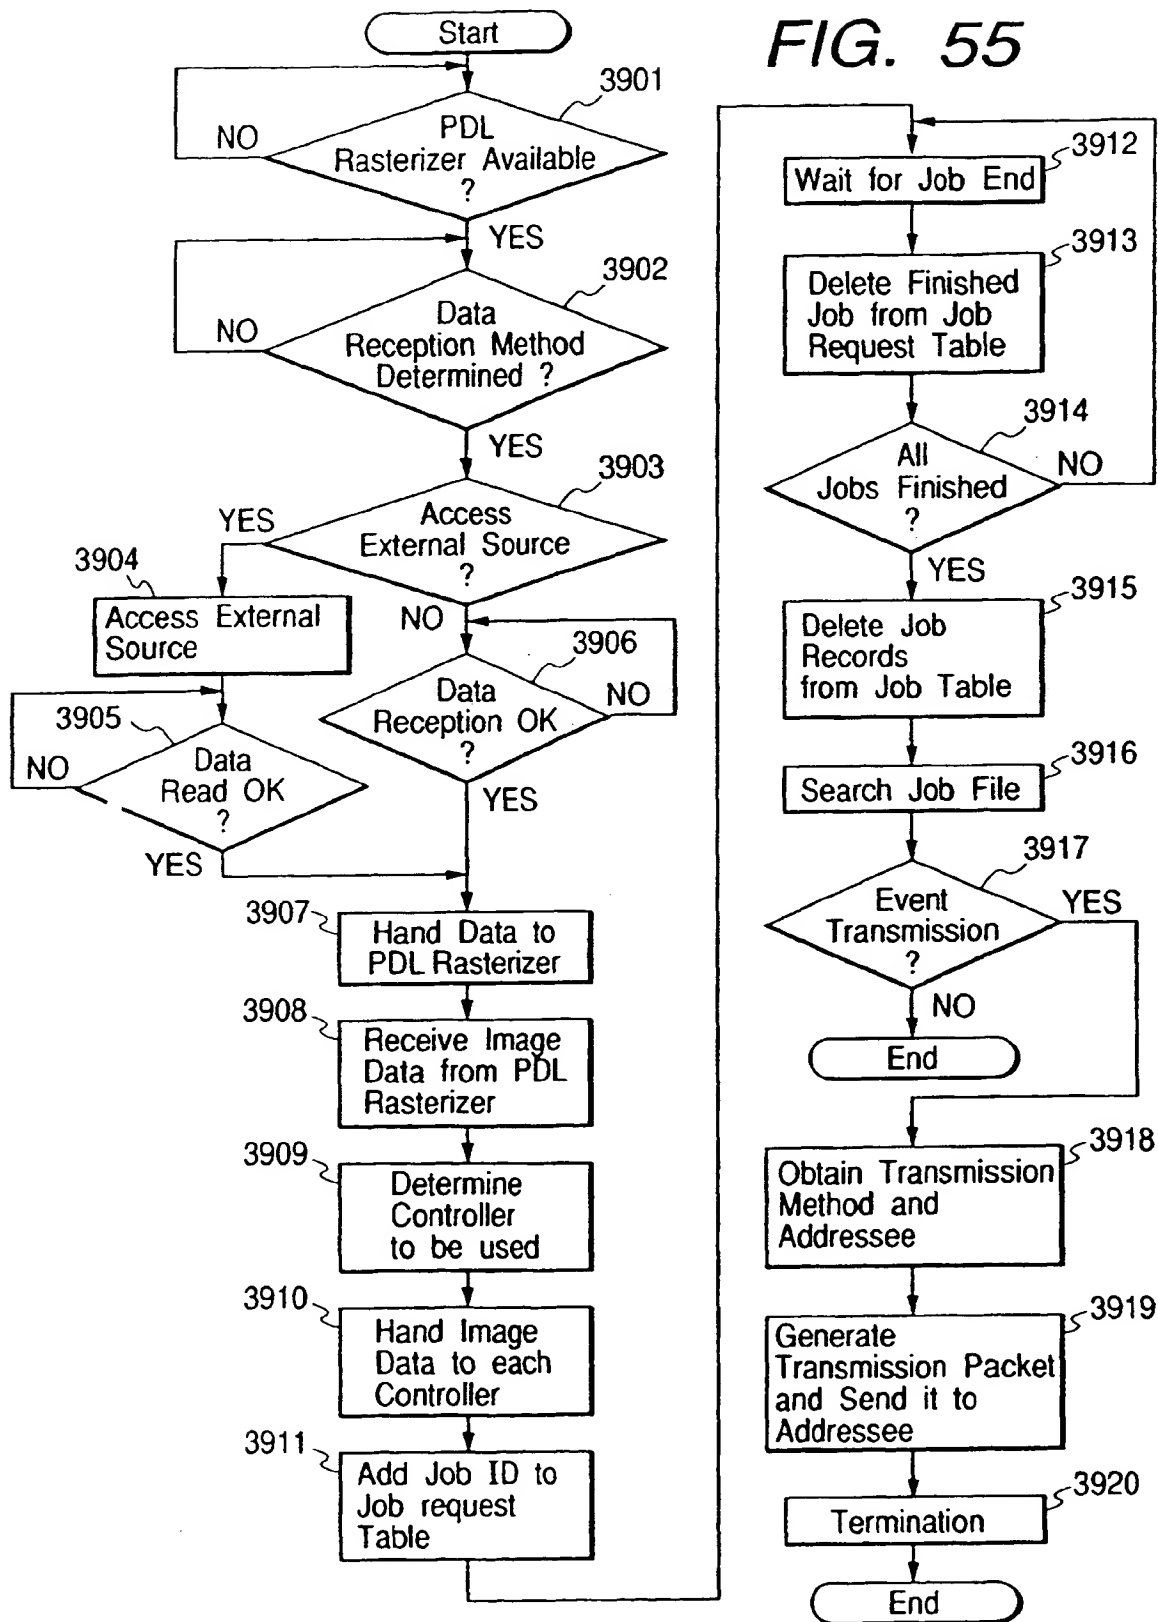 FIG. 55
Start
3901
PDL
Rasterizer Available
?
NO
YES
3902
Data
Reception Method
Determined ?
NO
YES
3903
Access
External Source
?
YES
NO
3904
Access External
Source
3905
Data
Read OK
?
NO
YES
3906
Data
Reception OK
?
NO
YES
3907
Hand Data to
PDL Rasterizer
3908
Receive Image
Data from PDL
Rasterizer
3909
Determine
Controller
to be used
3910
Hand Image
Data to each
Controller
3911
Add Job ID to
Job request
Table
3912
Wait for Job End
3913
Delete Finished
Job from Job
Request Table
3914
All
Jobs Finished
?
NO
YES
3915
Delete Job
Records
from Job Table
3916
Search Job File
3917
Event
Transmission
?
YES
NO
End
3918
Obtain Transmission
Method and
Addressee
3919
Generate
Transmission Packet
and Send it to
Addressee
3920
Termination
End